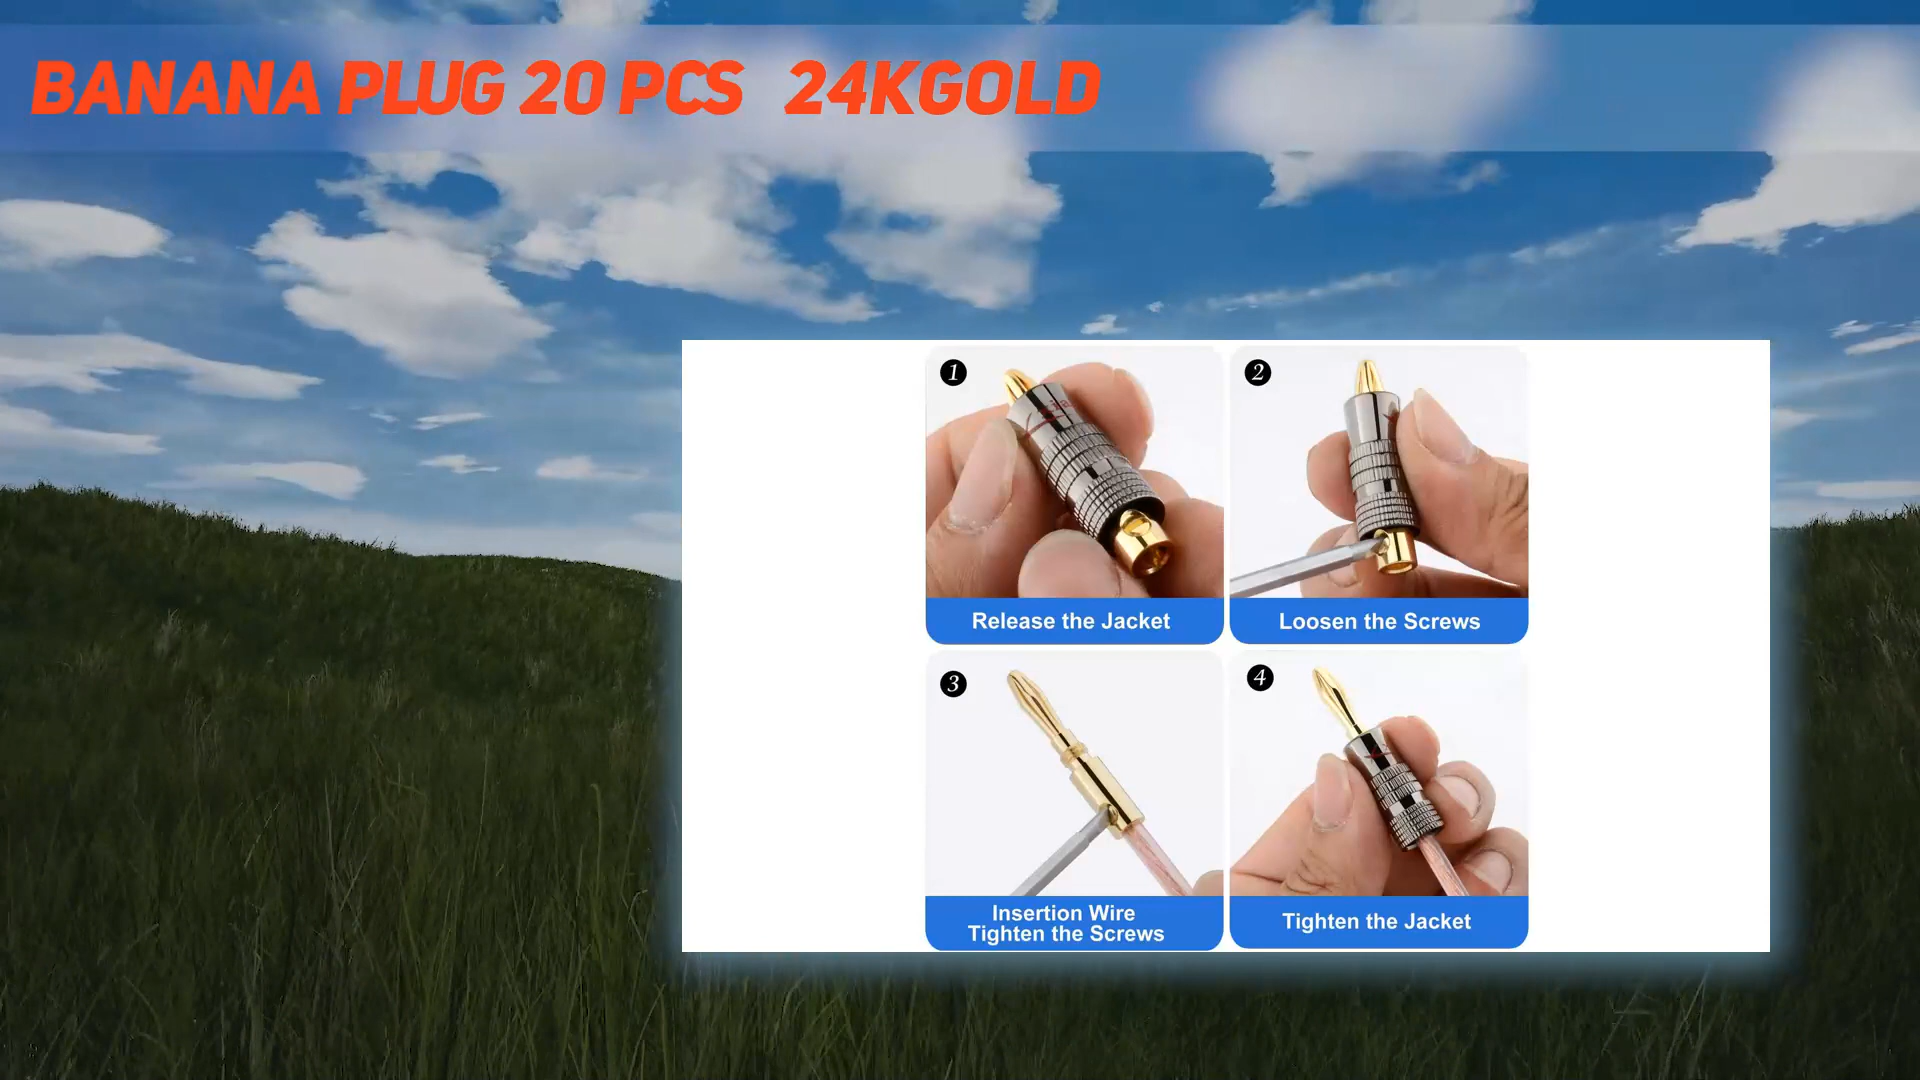 BANANA PLUG 20 PCS 24KGOLD
1
2
Release the Jacket
Loosen the Screws
3
4
Insertion Wire
Tighten the Screws
Tighten the Jacket